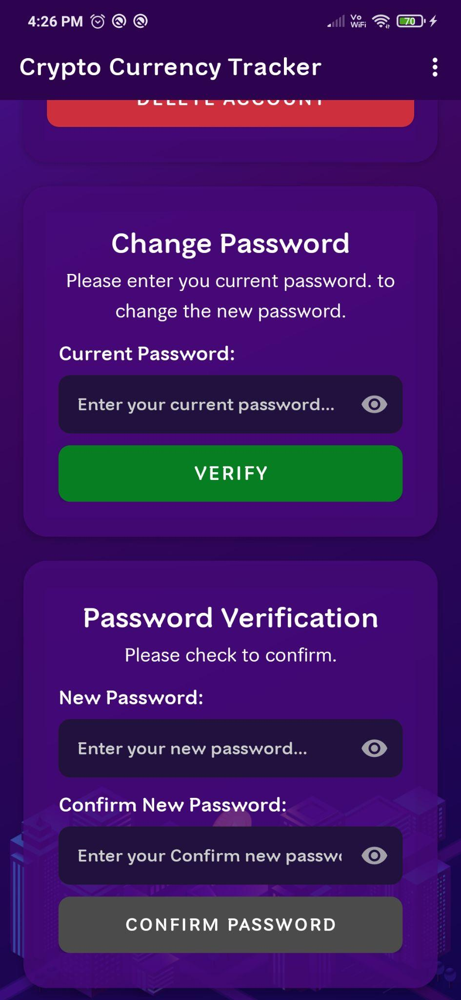 4:26 PM
Vo
WiFi
70
Crypto Currency Tracker
DELETE ACCOUNT
Change Password
Please enter you current password. to
change the new password.
Current Password:
Enter your current password...
VERIFY
Password Verification
Please check to confirm.
New Password:
Enter your new password...
Confirm New Password:
Enter your Confirm new passw
CONFIRM PASSWORD